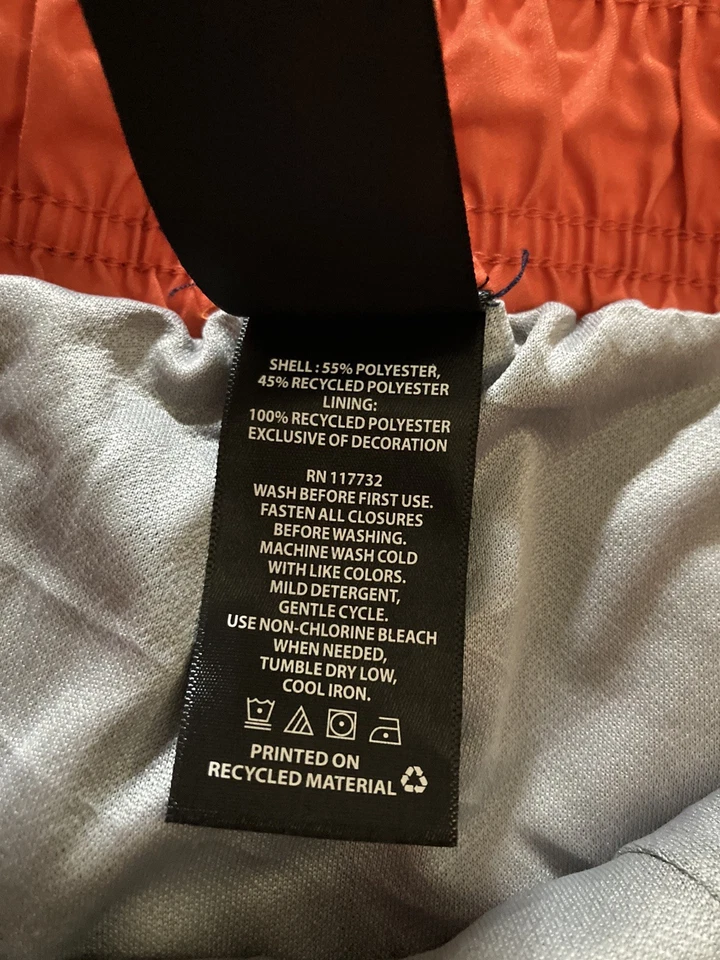 SHELL : 55% POLYESTER,
45% RECYCLED POLYESTER
LINING:
100% RECYCLED POLYESTER
EXCLUSIVE OF DECORATION
RN 117732
WASH BEFORE FIRST USE.
FASTEN ALL CLOSURES
BEFORE WASHING.
MACHINE WASH COLD
WITH LIKE COLORS.
MILD DETERGENT,
GENTLE CYCLE.
USE NON-CHLORINE BLEACH
WHEN NEEDED,
TUMBLE DRY LOW,
COOL IRON.
PRINTED ON
RECYCLED MATERIAL